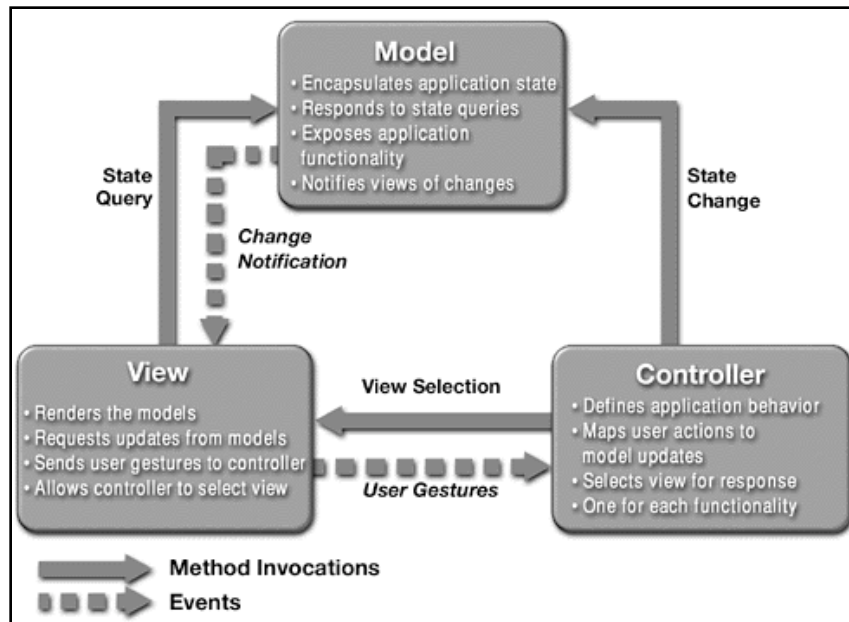 Model
• Encapsulates application state
• Responds to state queries
• Exposes application
functionality
• Notifies views of changes
State
Query
Change
Notification
State
Change
View
• Renders the models
• Requests updates from models
• Sends user gestures to controller
• Allows controller to select view
View Selection
User Gestures
Controller
• Defines application behavior
• Maps user actions to
model updates
• Selects view for response
• One for each functionality
Method Invocations
Events